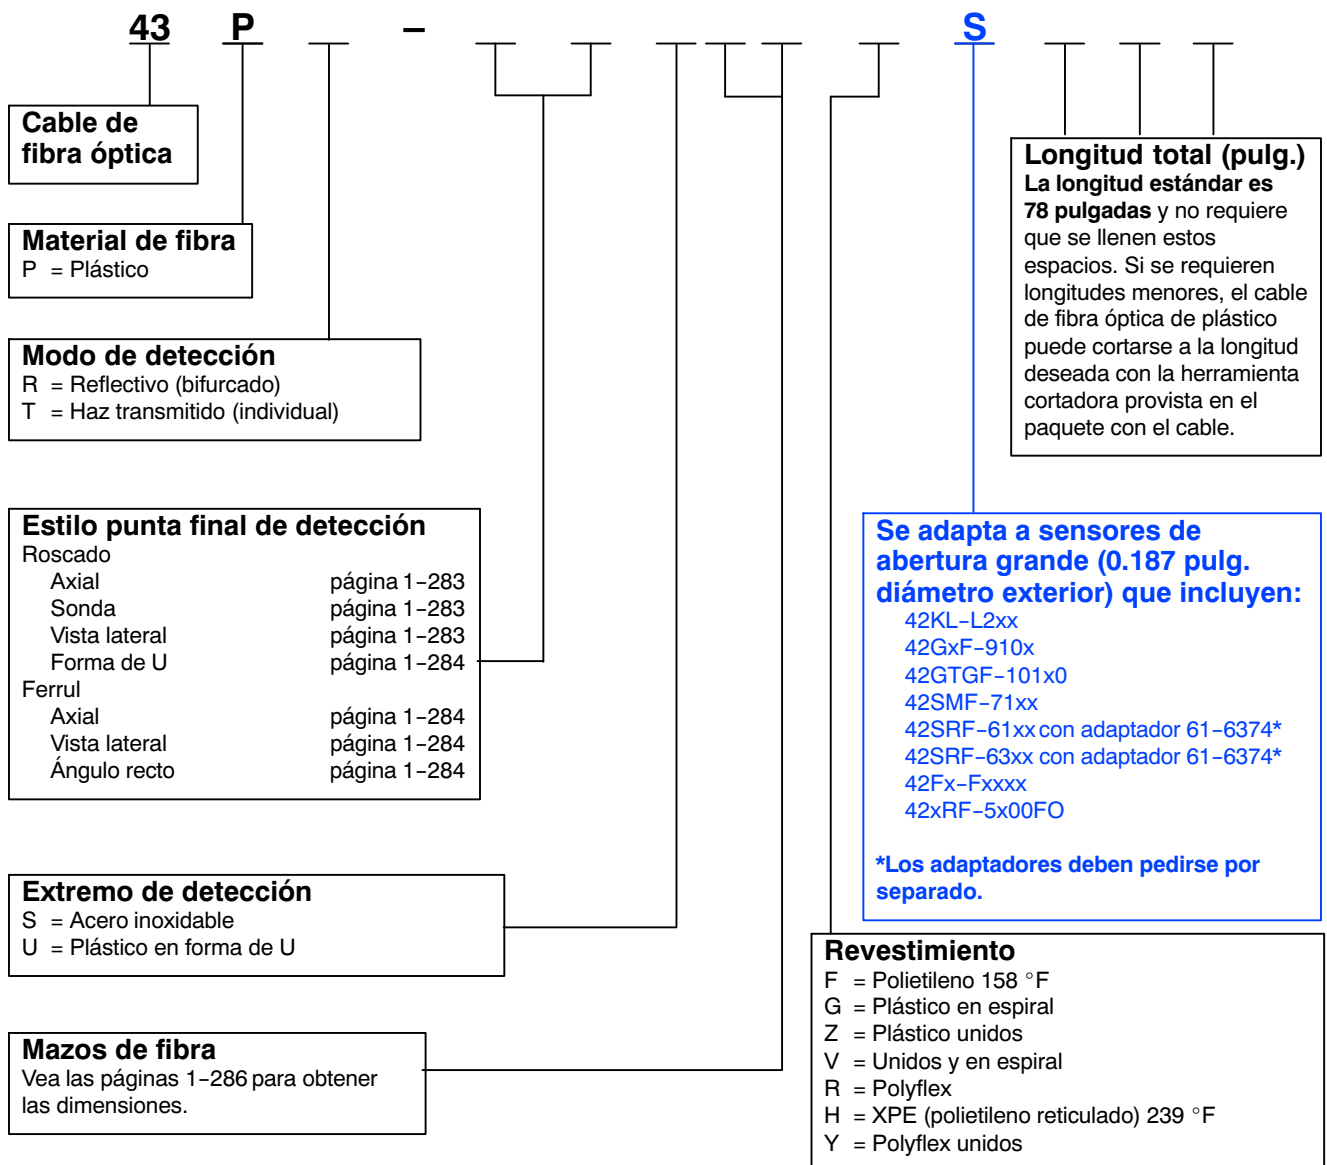 43 P – S
Cable de
fibra óptica
Material de fibra
P = Plástico
Modo de detección
R = Reflectivo (bifurcado)
T = Haz transmitido (individual)
Estilo punta final de detección
Roscado
Axial página 1–283
Sonda página 1–283
Vista lateral página 1–283
Forma de U página 1–284
Ferrul
Axial página 1–284
Vista lateral página 1–284
Ángulo recto página 1–284
Extremo de detección
S = Acero inoxidable
U = Plástico en forma de U
Mazos de fibra
Vea las páginas 1–286 para obtener
las dimensiones.
Longitud total (pulg.)
La longitud estándar es
78 pulgadas y no requiere
que se llenen estos
espacios. Si se requieren
longitudes menores, el cable
de fibra óptica de plástico
puede cortarse a la longitud
deseada con la herramienta
cortadora provista en el
paquete con el cable.
Se adapta a sensores de
abertura grande (0.187 pulg.
diámetro exterior) que incluyen:
42KL–L2xx
42GxF–910x
42GTGF–101x0
42SMF–71xx
42SRF–61xx con adaptador 61–6374*
42SRF–63xx con adaptador 61–6374*
42Fx–Fxxxx
42xRF–5x00FO
*Los adaptadores deben pedirse por
separado.
Revestimiento
F = Polietileno 158 °F
G = Plástico en espiral
Z = Plástico unidos
V = Unidos y en espiral
R = Polyflex
H = XPE (polietileno reticulado) 239 °F
Y = Polyflex unidos